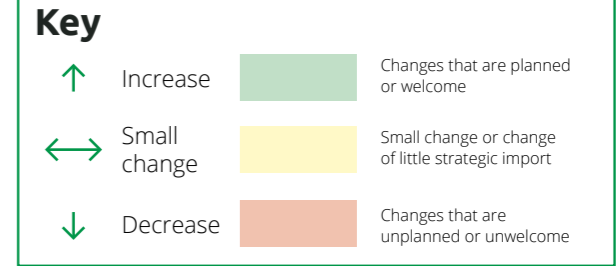 Key
Increase
Changes that are planned
or welcome
Small
change
Small change or change
of little strategic import
Decrease
Changes that are
unplanned or unwelcome